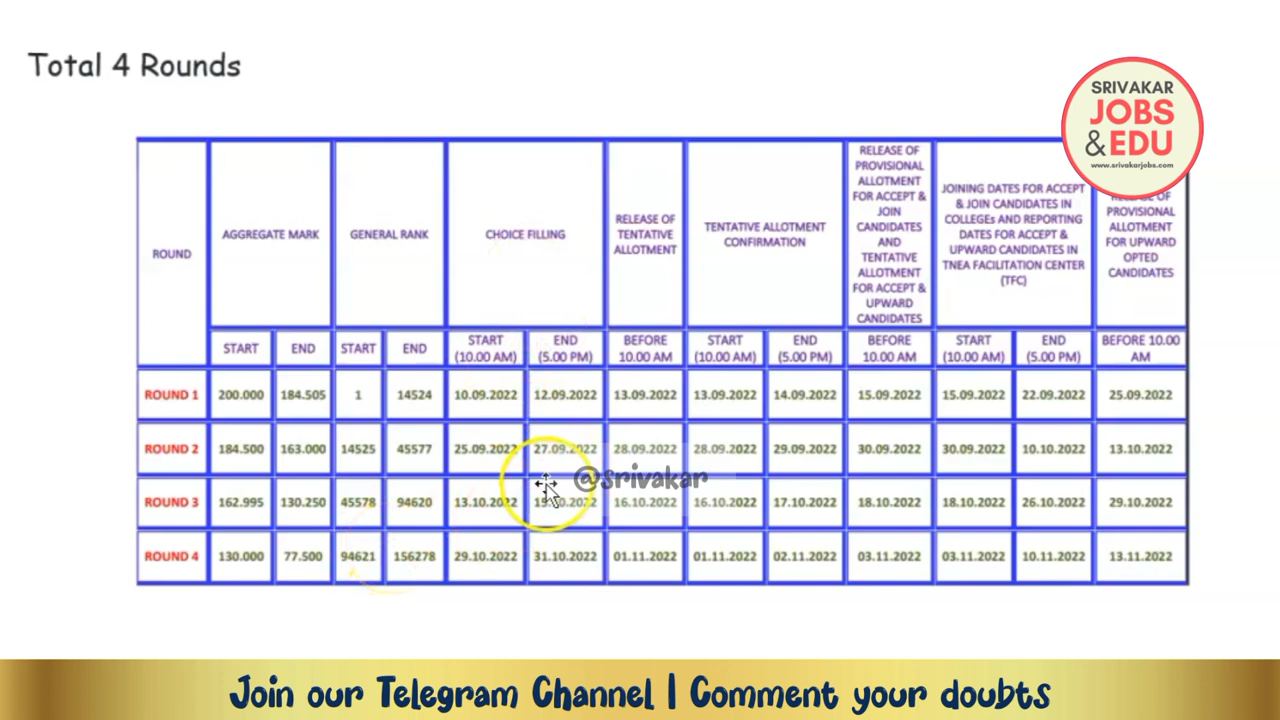 Total 4 Rounds
SRIVAKAR
JOBS
&EDU
www.srivakarjobs.com
ROUND
AGGREGATE MARK
GENERAL RANK
CHOICE FILLING
RELEASE OF
TENTATIVE
ALLOTMENT
TENTATIVE ALLOTMENT
CONFIRMATION
RELEASE OF
PROVISIONAL
ALLOTMENT
FOR ACCEPT &
JOIN
CANDIDATES
AND
TENTATIVE
ALLOTMENT
FOR ACCEPT &
UPWARD
CANDIDATES
JOINING DATES FOR ACCEPT
& JOIN CANDIDATES IN
COLLEGEs AND REPORTING
DATES FOR ACCEPT &
UPWARD CANDIDATES IN
TNEA FACILITATION CENTER
(TFC)
OF
PROVISIONAL
ALLOTMENT
FOR UPWARD
OPTED
CANDIDATES
START END START END START (10.00 AM) END (5.00 PM) BEFORE 10.00 AM START (10.00 AM) END (5.00 PM) BEFORE 10.00 AM START (10.00 AM) END (5.00 PM) BEFORE 10.00 AM
ROUND 1 200.000 184.505 1 14524 10.09.2022 12.09.2022 13.09.2022 13.09.2022 14.09.2022 15.09.2022 15.09.2022 22.09.2022 25.09.2022
ROUND 2 184.500 163.000 14525 45577 25.09.2022 27.09.2022 28.09.2022 28.09.2022 29.09.2022 30.09.2022 30.09.2022 10.10.2022 13.10.2022
@srivakar
ROUND 3 162.995 130.250 45578 94620 13.10.2022 15.10.2022 16.10.2022 16.10.2022 17.10.2022 18.10.2022 18.10.2022 26.10.2022 29.10.2022
ROUND 4 130.000 77.500 94621 156278 29.10.2022 31.10.2022 01.11.2022 01.11.2022 02.11.2022 03.11.2022 03.11.2022 10.11.2022 13.11.2022
Join our Telegram Channel | Comment your doubts